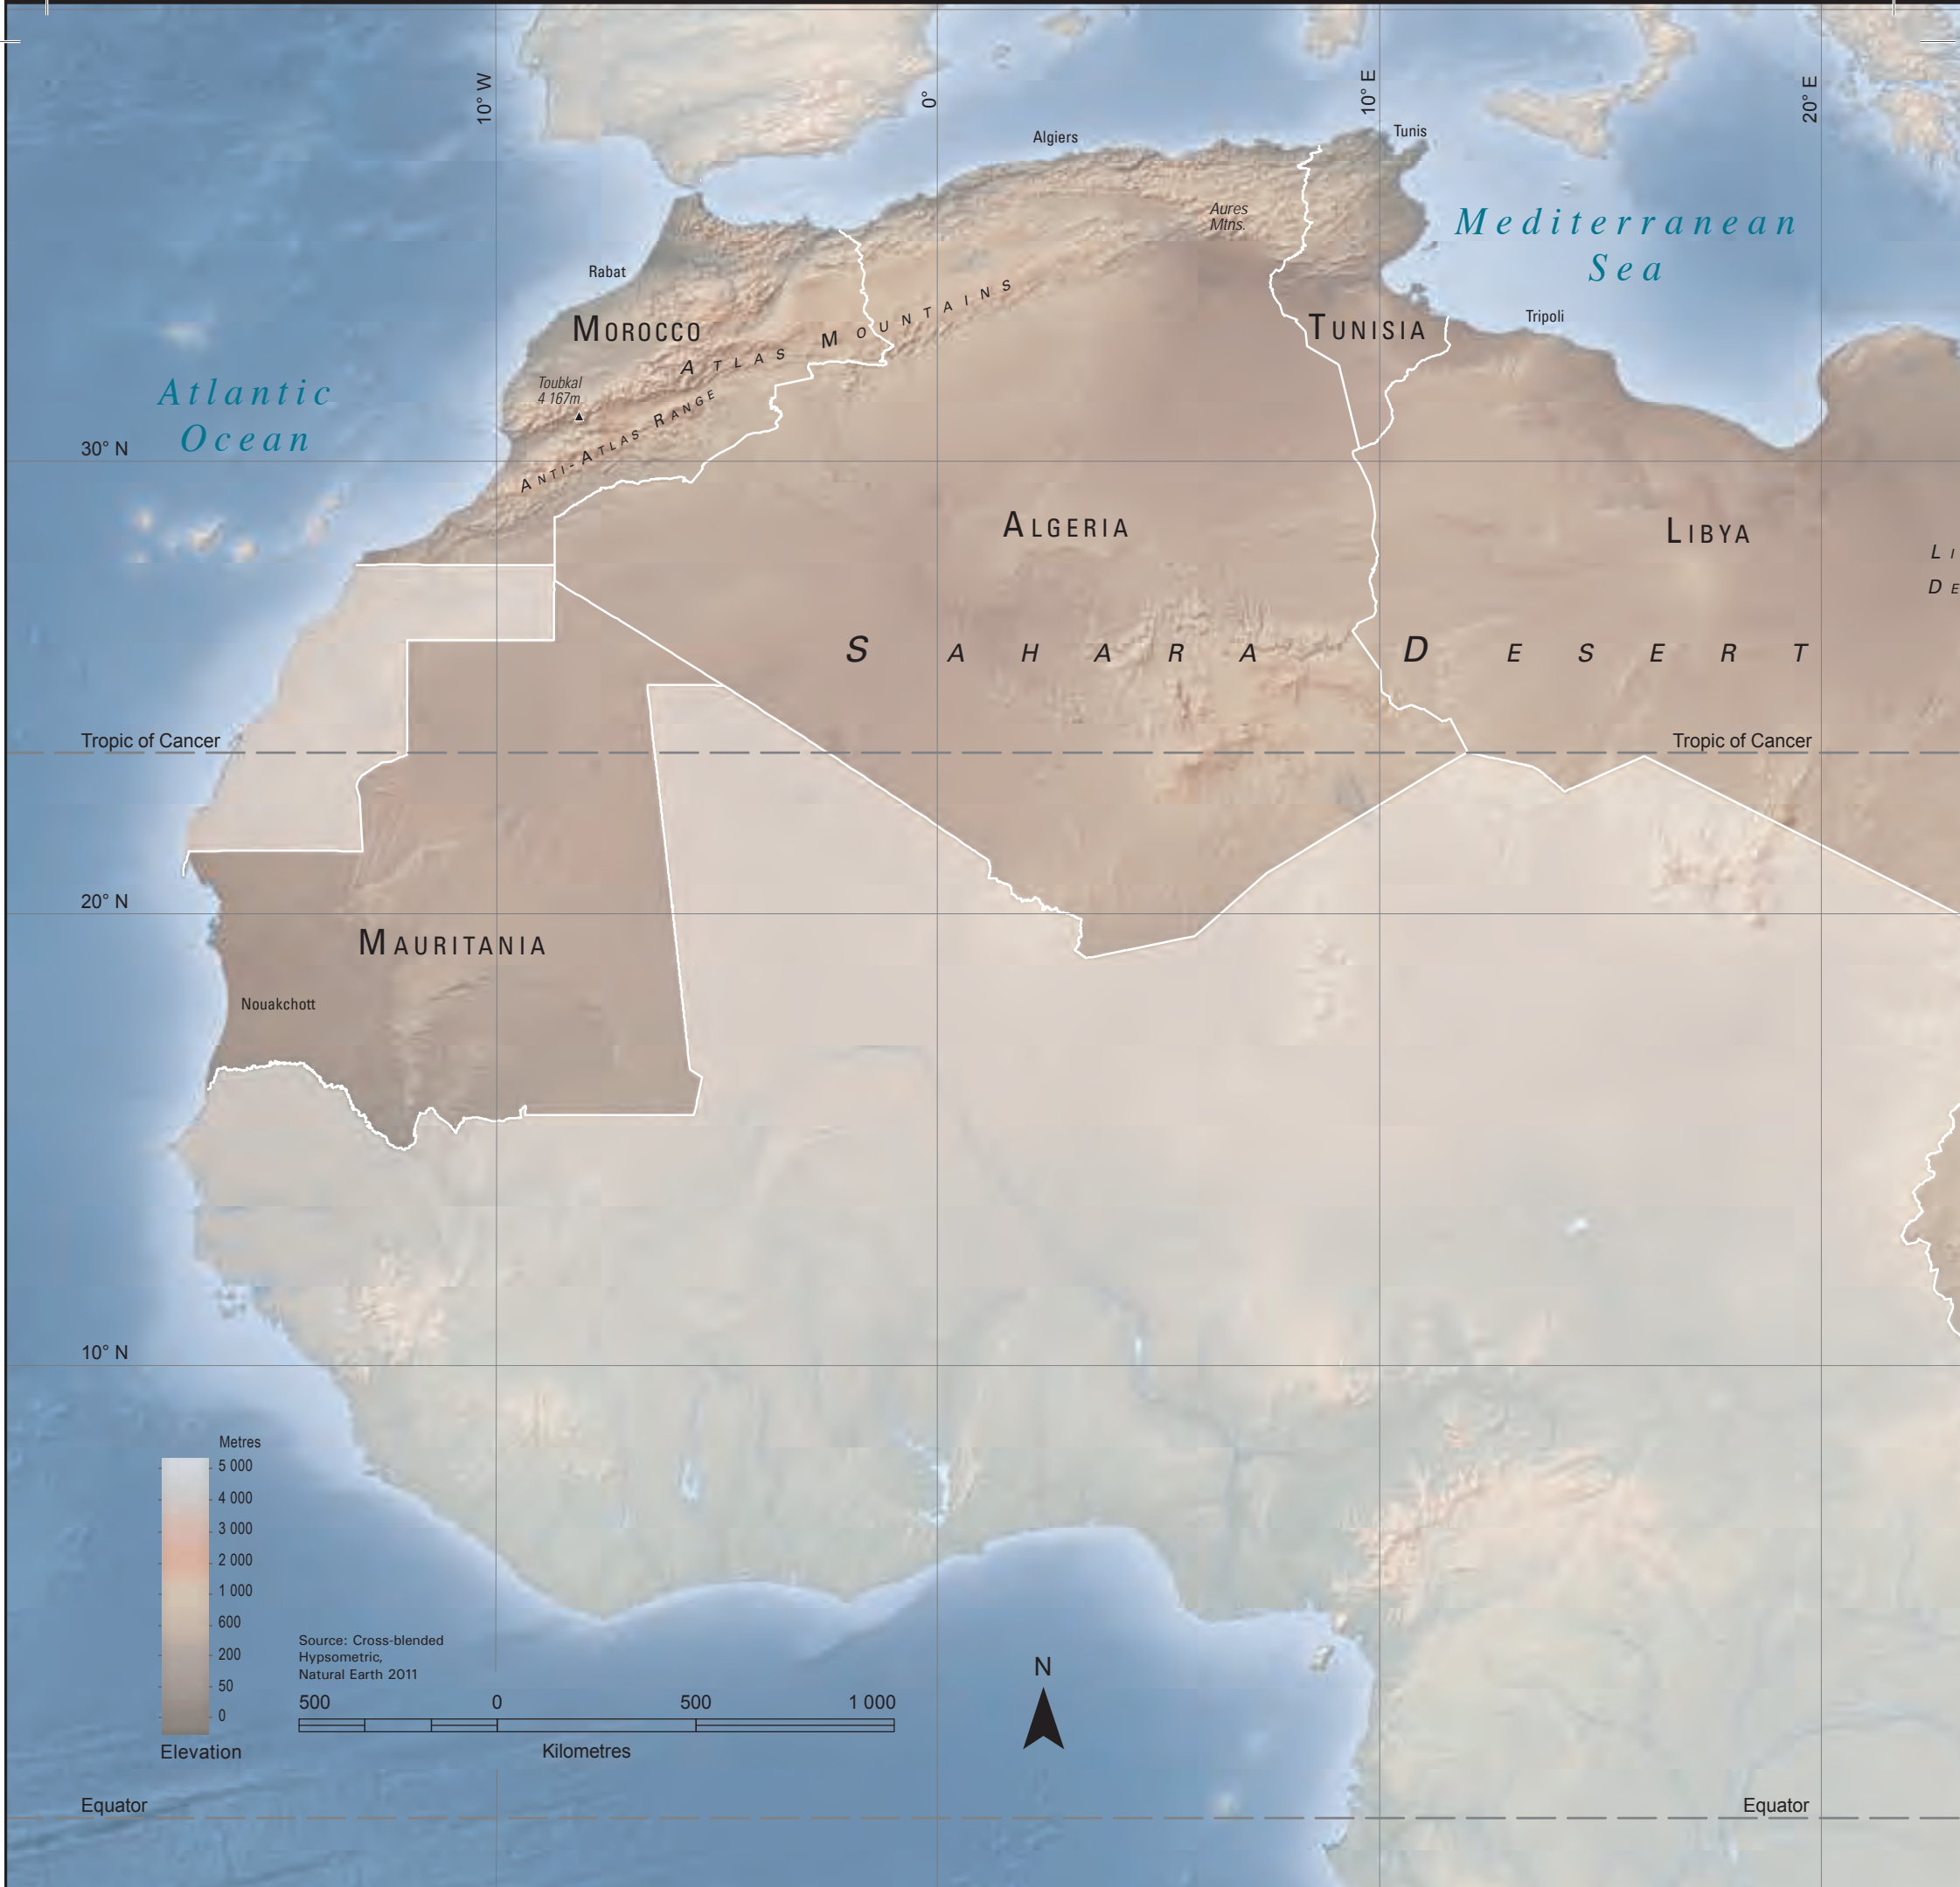 10° W
0°
10° E
20° E
Algiers
Tunis
Aures
Mtns.
Mediterranean
Sea
Rabat
MOROCCO
ATLAS MOUNTAINS
TUNISIA
Tripoli
Toubkal
4 167m
ANTI-ATLAS RANGE
Atlantic
Ocean
30° N
ALGERIA
LIBYA
LI
DE
SAHARA DESERT
Tropic of Cancer
Tropic of Cancer
20° N
MAURITANIA
Nouakchott
10° N
Metres
5 000
4 000
3 000
2 000
1 000
600
200
50
0
Elevation
Source: Cross-blended
Hypsometric,
Natural Earth 2011
500 0 500 1 000
Kilometres
N
Equator
Equator